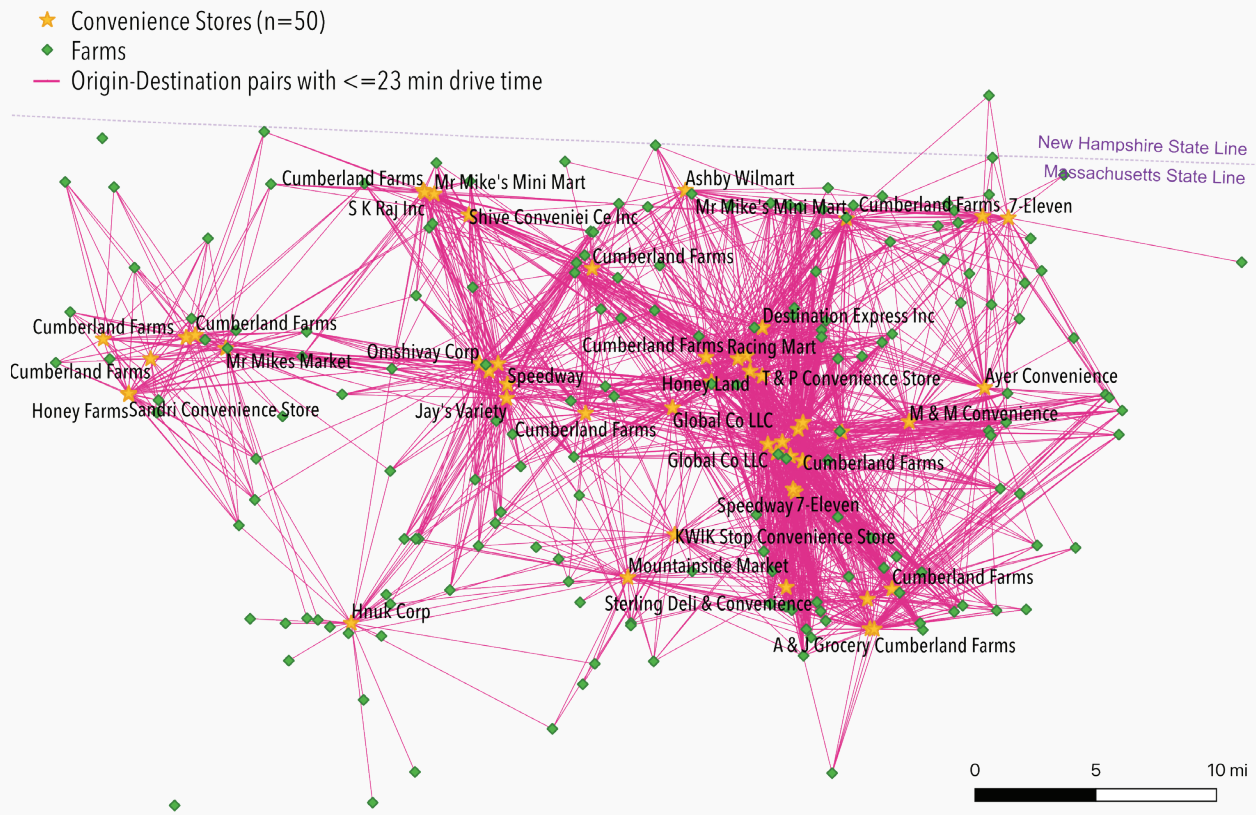 Convenience Stores (n=50)
Farms
Origin-Destination pairs with <=23 min drive time
New Hampshire State Line
Massachusetts State Line
Cumberland Farms
Mr Mike's Mini Mart
Ashby Wilmart
S K Raj Inc
Shive Conveniei Ce Inc
Mr Mike's Mini Mart
Cumberland Farms
7-Eleven
Cumberland Farms
Cumberland Farms
Cumberland Farms
Destination Express Inc
Omshivay Corp
Cumberland Farms
Racing Mart
Mr Mikes Market
Cumberland Farms
Speedway
Honey Land
T & P Convenience Store
Ayer Convenience
Honey Farms
Sandri Convenience Store
Jay's Variety
Global Co LLC
M & M Convenience
Cumberland Farms
Global Co LLC
Cumberland Farms
Speedway
7-Eleven
KWIK Stop Convenience Store
Mountainside Market
Cumberland Farms
Hnuk Corp
Sterling Deli & Convenience
A & J Grocery
Cumberland Farms
0 5 10 mi